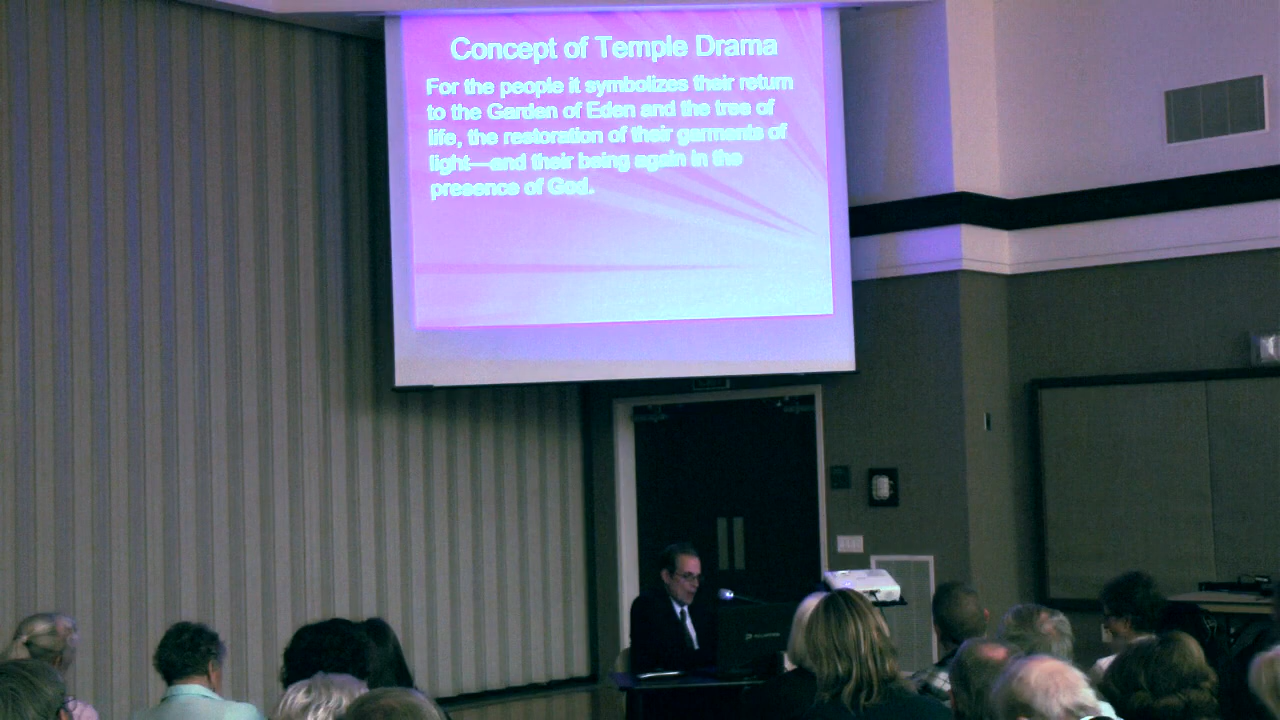 Concept of Temple Drama
For the people it symbolizes their return
to the Garden of Eden and the tree of
life, the restoration of their garments of
light—and their being again in the
presence of God.